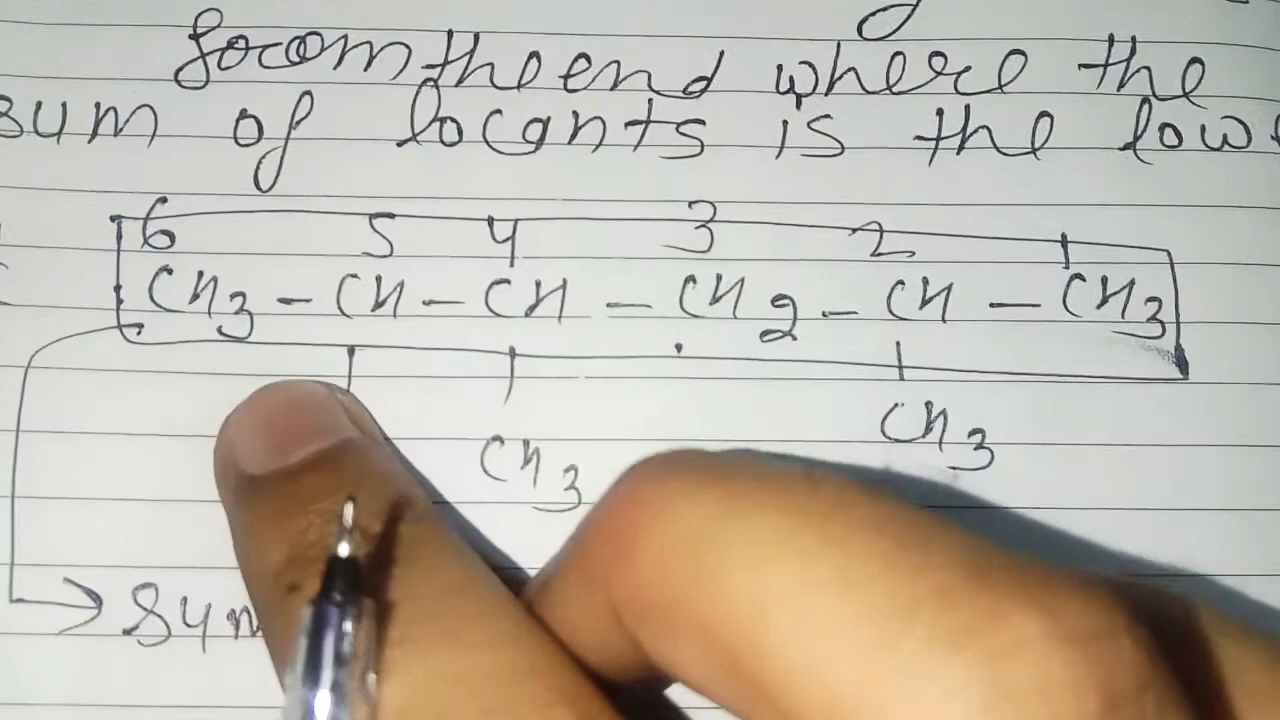 from the end where the
sum of locants is the low
6 5 4 3 2 1
CH3 - CH - CH - CH2 - CH - CH3
CH3
CH3
Sum